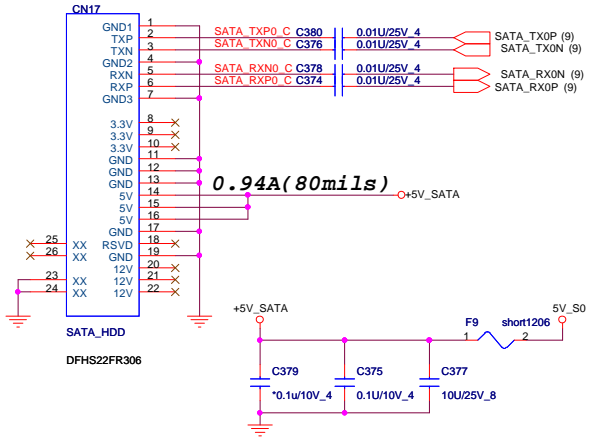 CN17
GND1 1
TXP 2 SATA_TXP0_C C380 0.01U/25V_4 SATA_TX0P (9)
TXN 3 SATA_TXN0_C C376 0.01U/25V_4 SATA_TX0N (9)
GND2 4
RXN 5 SATA_RXN0_C C378 0.01U/25V_4 SATA_RX0N (9)
RXP 6 SATA_RXP0_C C374 0.01U/25V_4 SATA_RX0P (9)
GND3 7
3.3V 8
3.3V 9
3.3V 10
GND 11
GND 12
GND 13 0.94A(80mils)
5V 14 +5V_SATA
5V 15
5V 16
GND 17
25 XX RSVD 18
26 XX GND 19
12V 20
23 XX 12V 21
24 XX 12V 22
SATA_HDD
DFHS22FR306
+5V_SATA F9 short1206 5V_S0
1 2
C379 C375 C377
*0.1u/10V_4 0.1U/10V_4 10U/25V_8